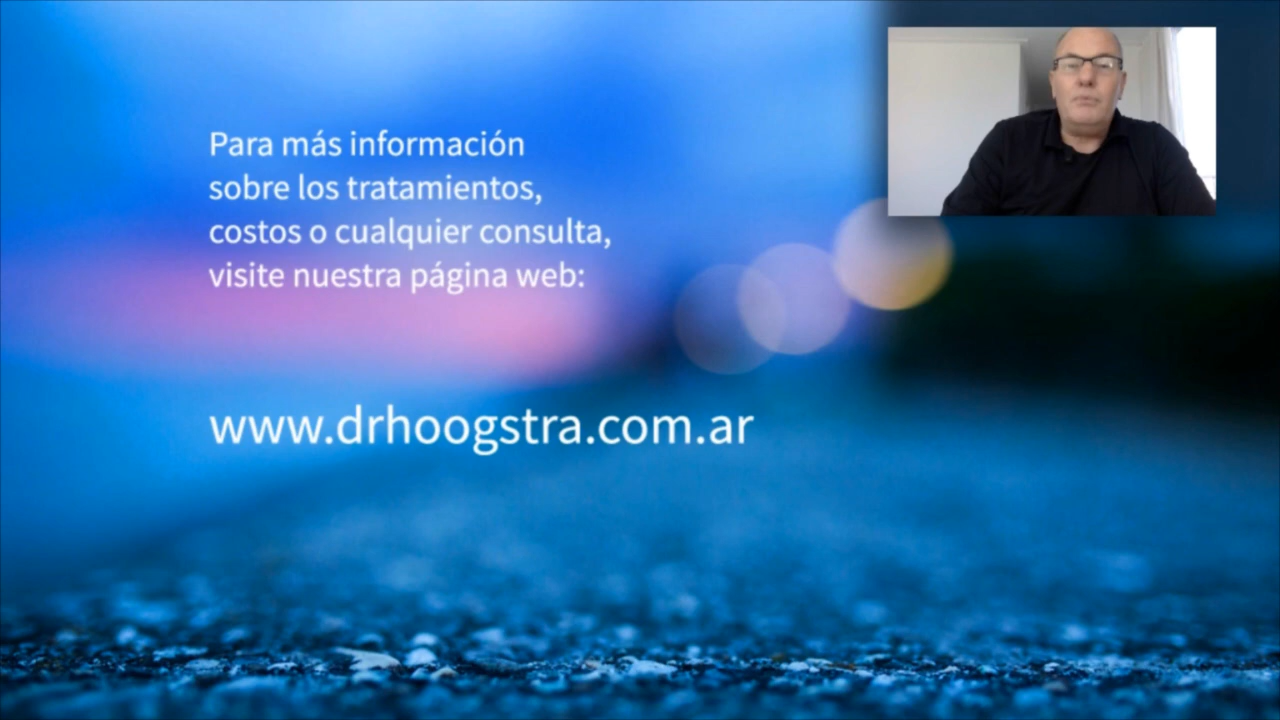 Para más información
sobre los tratamientos,
costos o cualquier consulta,
visite nuestra página web:
www.drhoogstra.com.ar